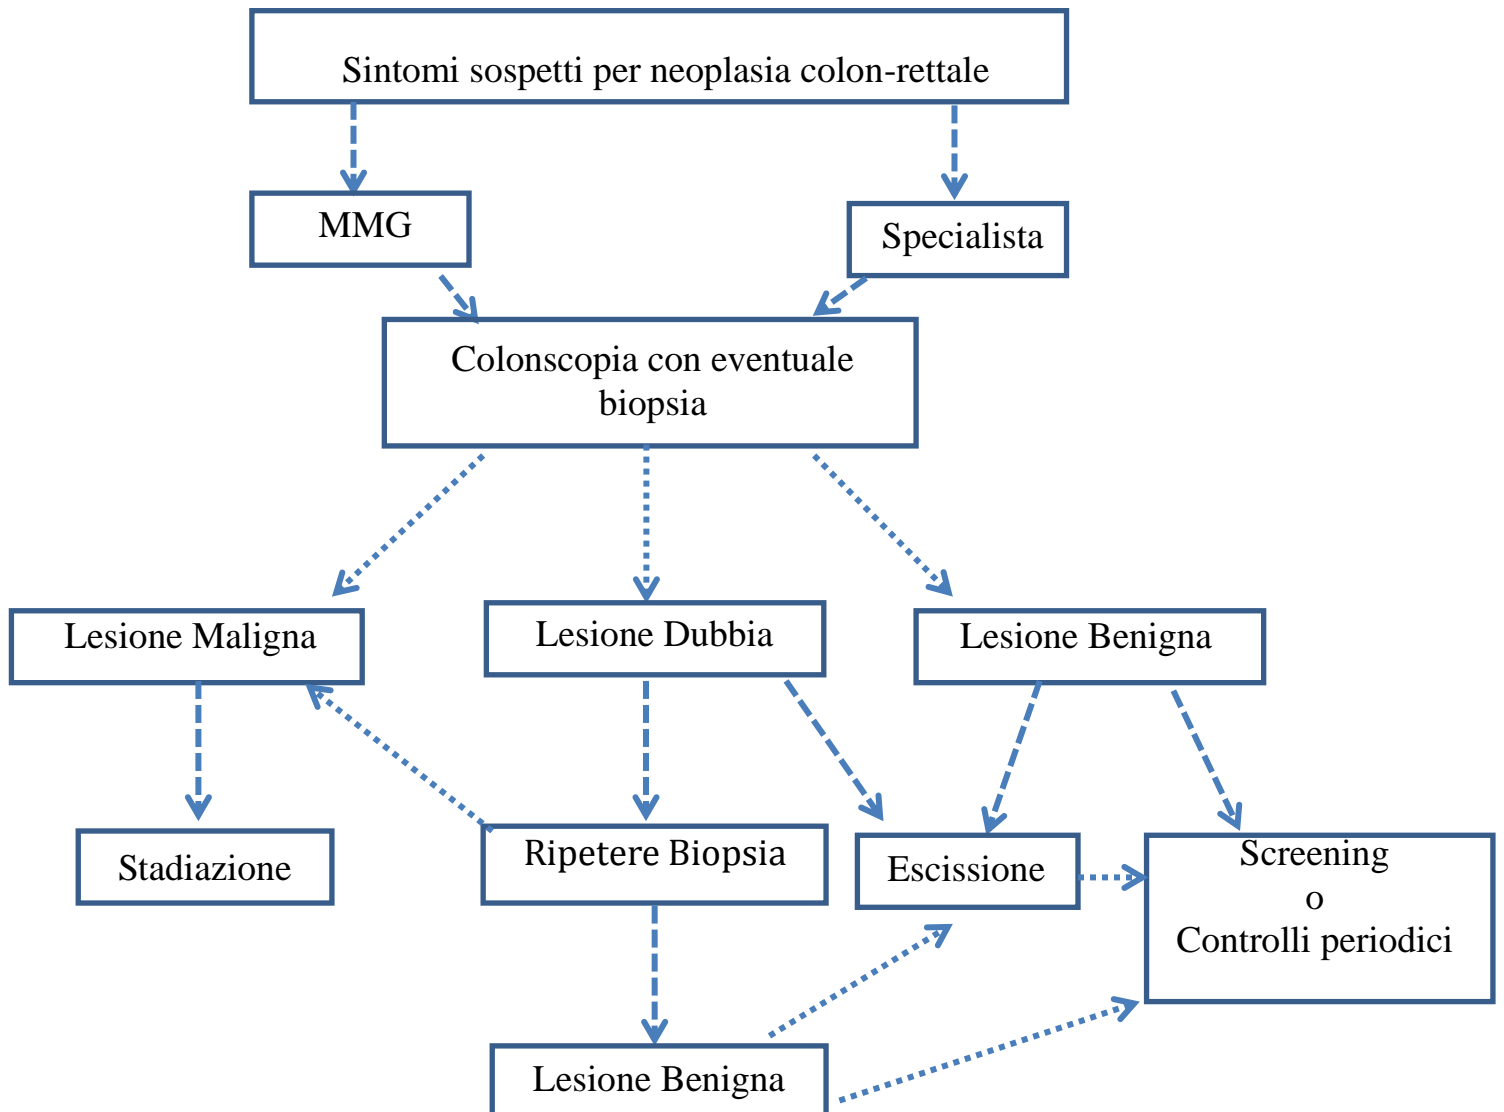 Sintomi sospetti per neoplasia colon-rettale
MMG
Specialista
Colonscopia con eventuale
biopsia
Lesione Maligna
Lesione Dubbia
Lesione Benigna
Stadiazione
Ripetere Biopsia
Escissione
Screening
o
Controlli periodici
Lesione Benigna